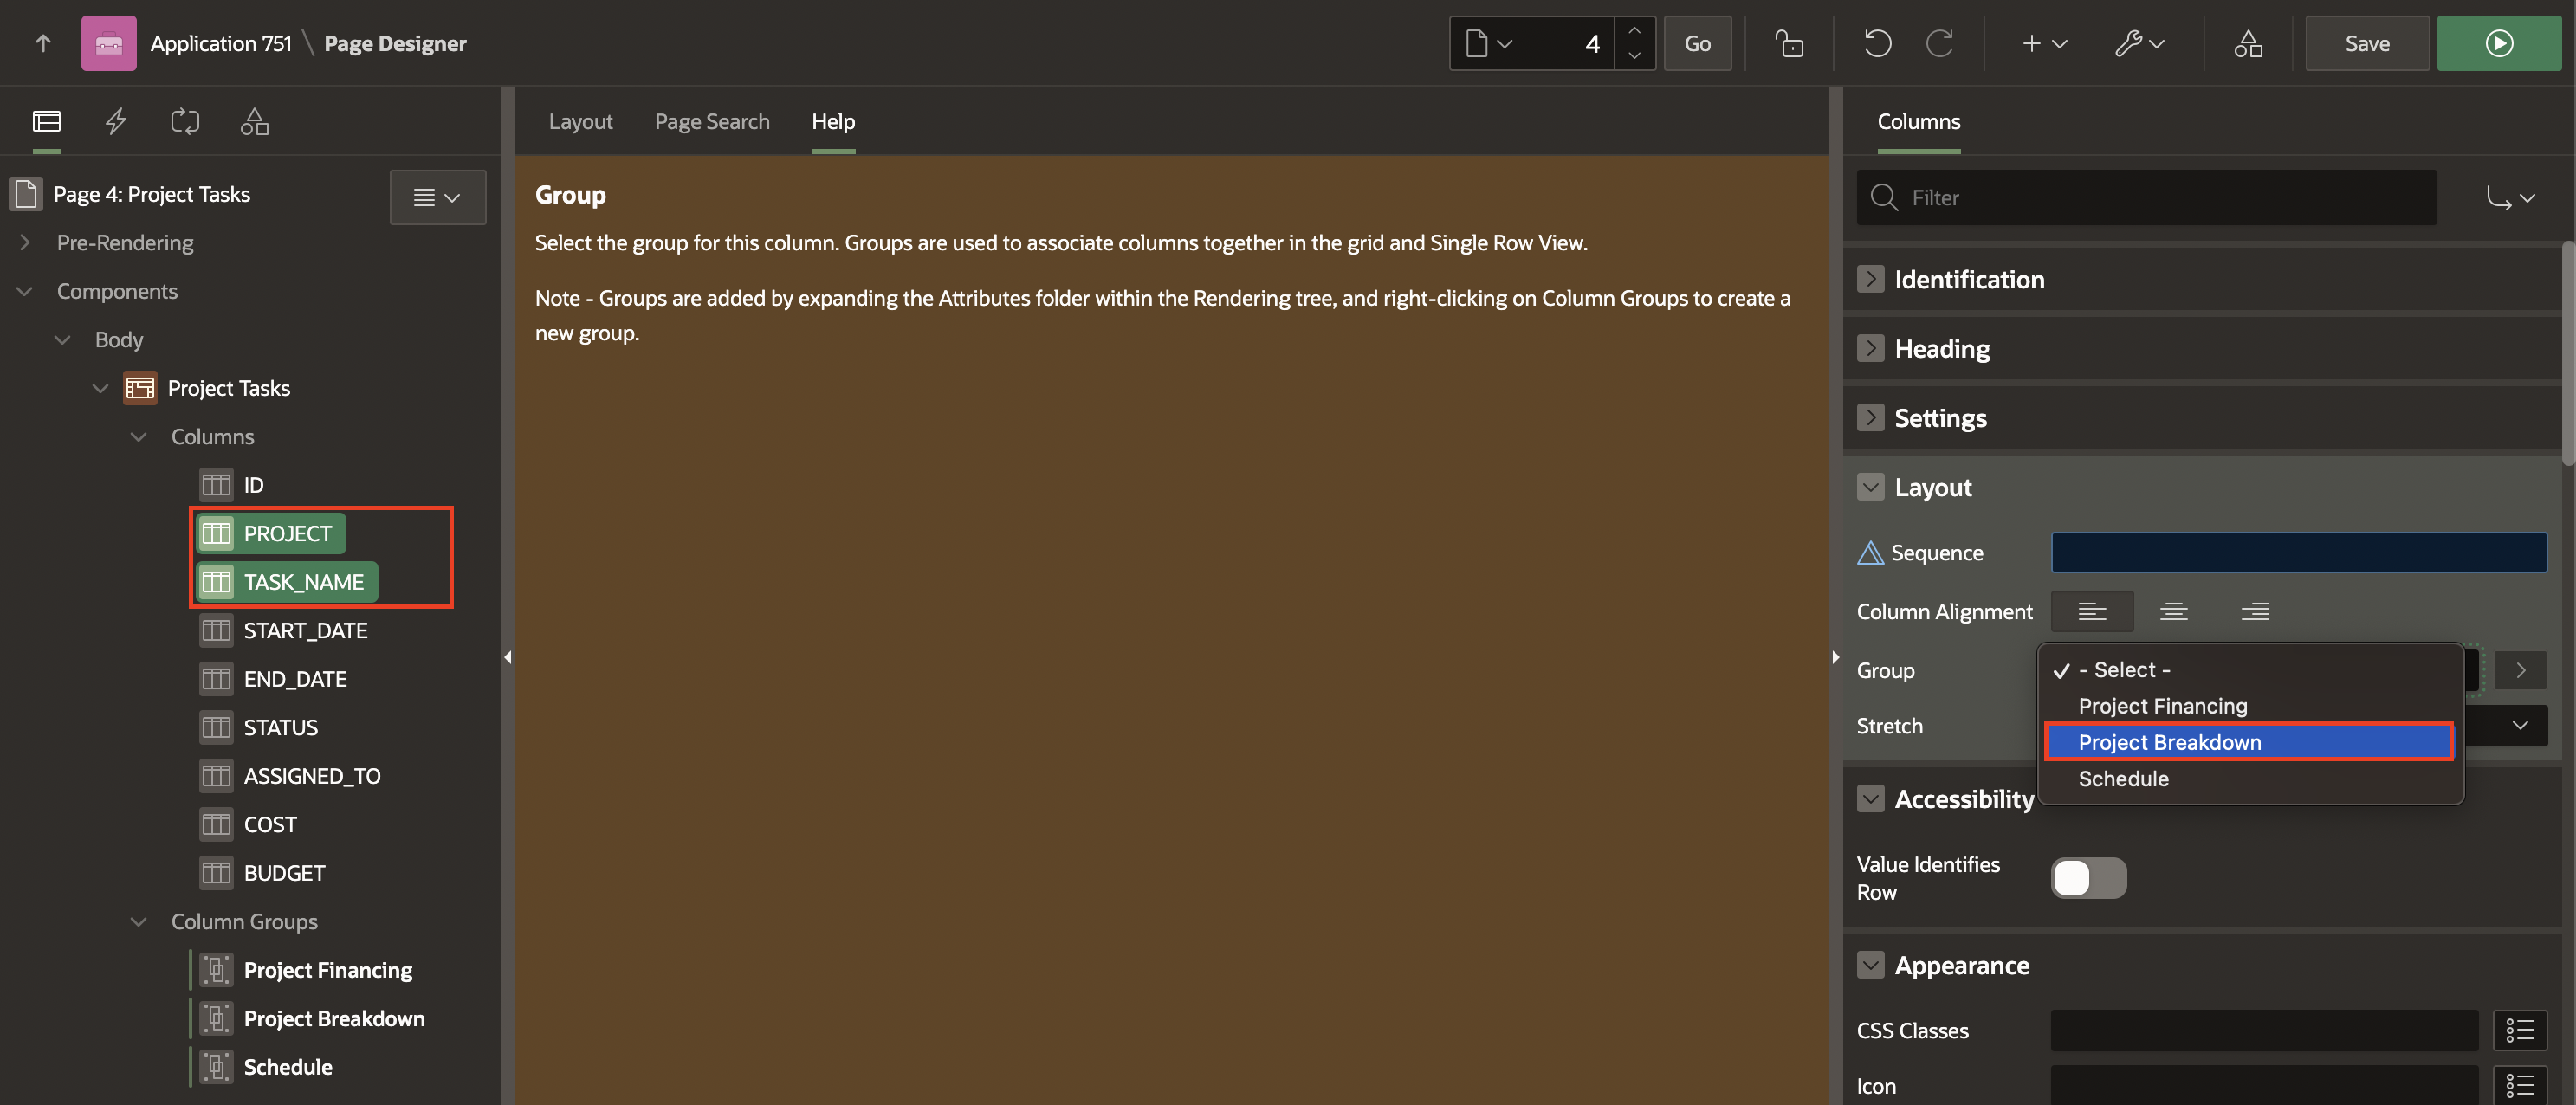 Application 751 \ Page Designer
4
Go
Save
Page 4: Project Tasks
Pre-Rendering
Components
Body
Project Tasks
Columns
ID
PROJECT
TASK_NAME
START_DATE
END_DATE
STATUS
ASSIGNED_TO
COST
BUDGET
Column Groups
Project Financing
Project Breakdown
Schedule
Layout
Page Search
Help
Group
Select the group for this column. Groups are used to associate columns together in the grid and Single Row View.
Note - Groups are added by expanding the Attributes folder within the Rendering tree, and right-clicking on Column Groups to create a
new group.
Columns
Filter
Identification
Heading
Settings
Layout
Sequence
Column Alignment
Group
✓ - Select -
Project Financing
Project Breakdown
Schedule
Stretch
Accessibility
Value Identifies
Row
Appearance
CSS Classes
Icon